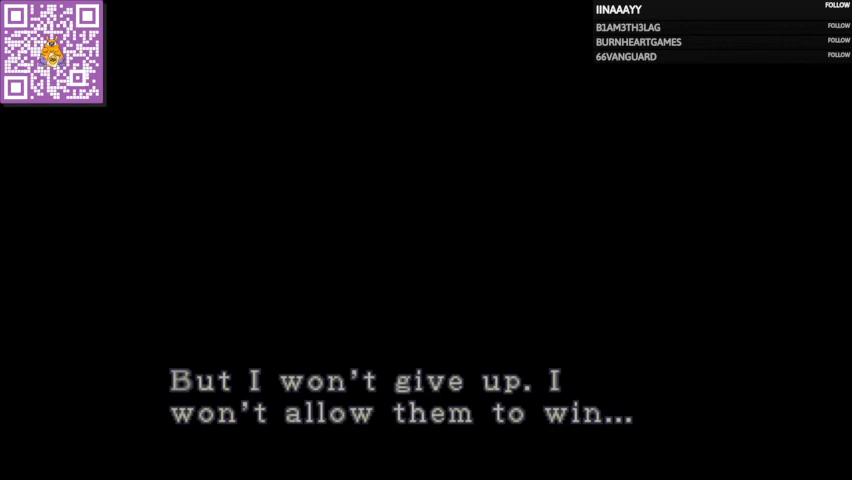 IINAAAYY FOLLOW
B1AM3TH3LAG FOLLOW
BURNHEARTGAMES FOLLOW
66VANGUARD FOLLOW
But I won't give up. I
won't allow them to win...